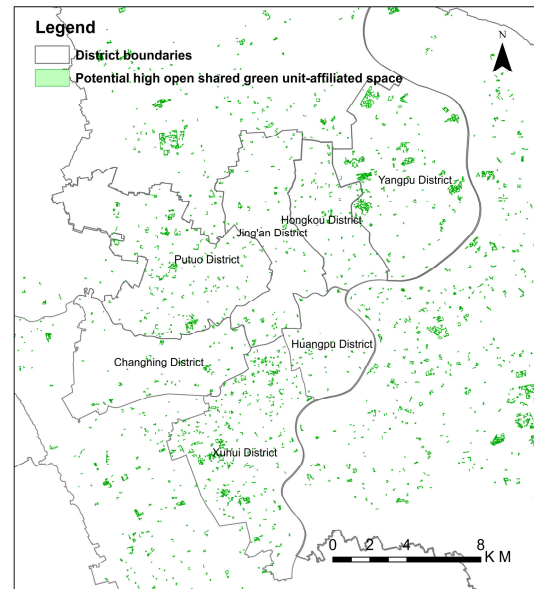 Legend
District boundaries
Potential high open shared green unit-affiliated space
N
Yangpu District
Hongkou District
Jing'an District
Putuo District
Huangpu District
Changning District
Xuhui District
0 2 4 8
K M